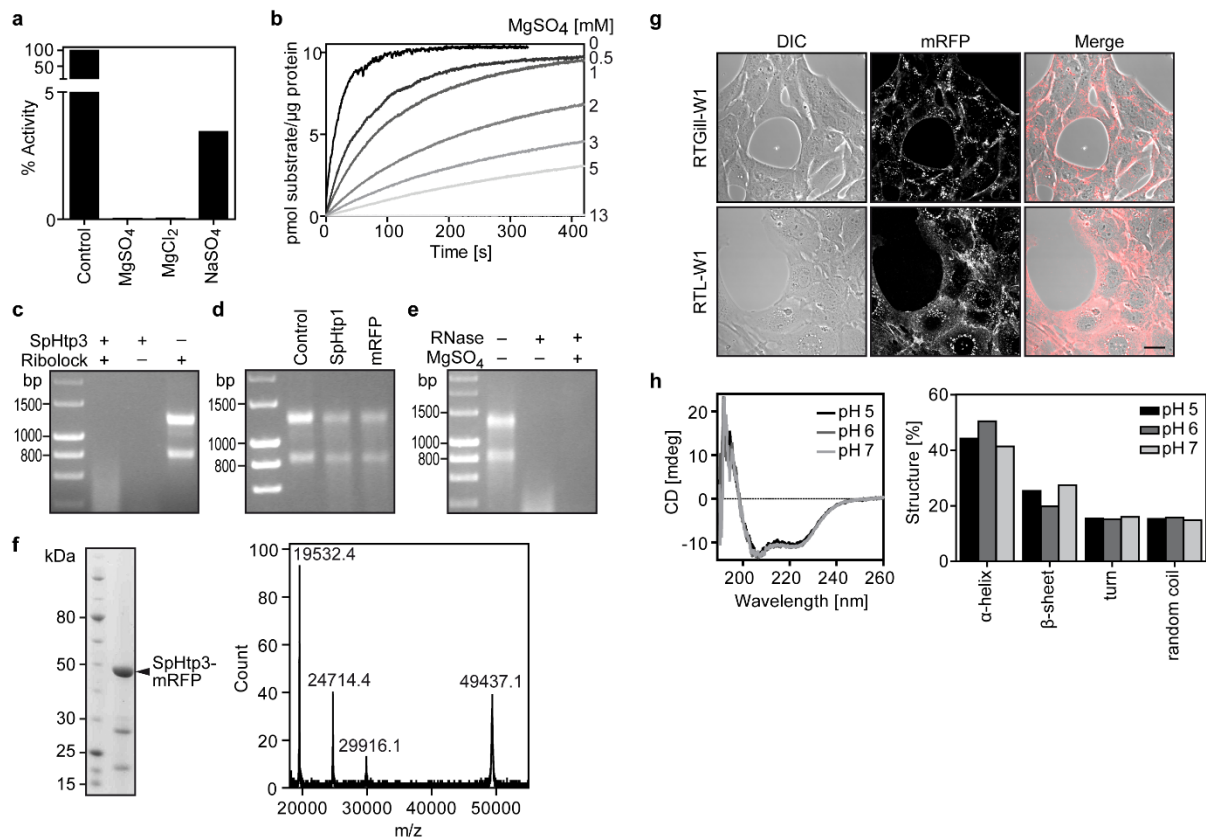 a
% Activity
100
50
5
0
Control
MgSO4
MgCl2
NaSO4
b
MgSO4 [mM]
pmol substrate/µg protein
10
5
0
0
0.5
1
2
3
5
13
0 100 200 300 400
Time [s]
c
SpHtp3 + + –
Ribolock + – +
bp
1500
1000
800
d
Control
SpHtp1
mRFP
bp
1500
1000
800
e
RNase – + +
MgSO4 – – +
bp
1500
1000
800
f
kDa
80
50
30
25
15
SpHtp3-
mRFP
Count
100
80
60
40
20
0
19532.4
24714.4
29916.1
49437.1
20000 30000 40000 50000
m/z
g
DIC mRFP Merge
RTGill-W1
RTL-W1
h
CD [mdeg]
20
10
0
-10
pH 5
pH 6
pH 7
200 220 240 260
Wavelength [nm]
Structure [%]
60
40
20
0
pH 5
pH 6
pH 7
α-helix
β-sheet
turn
random coil